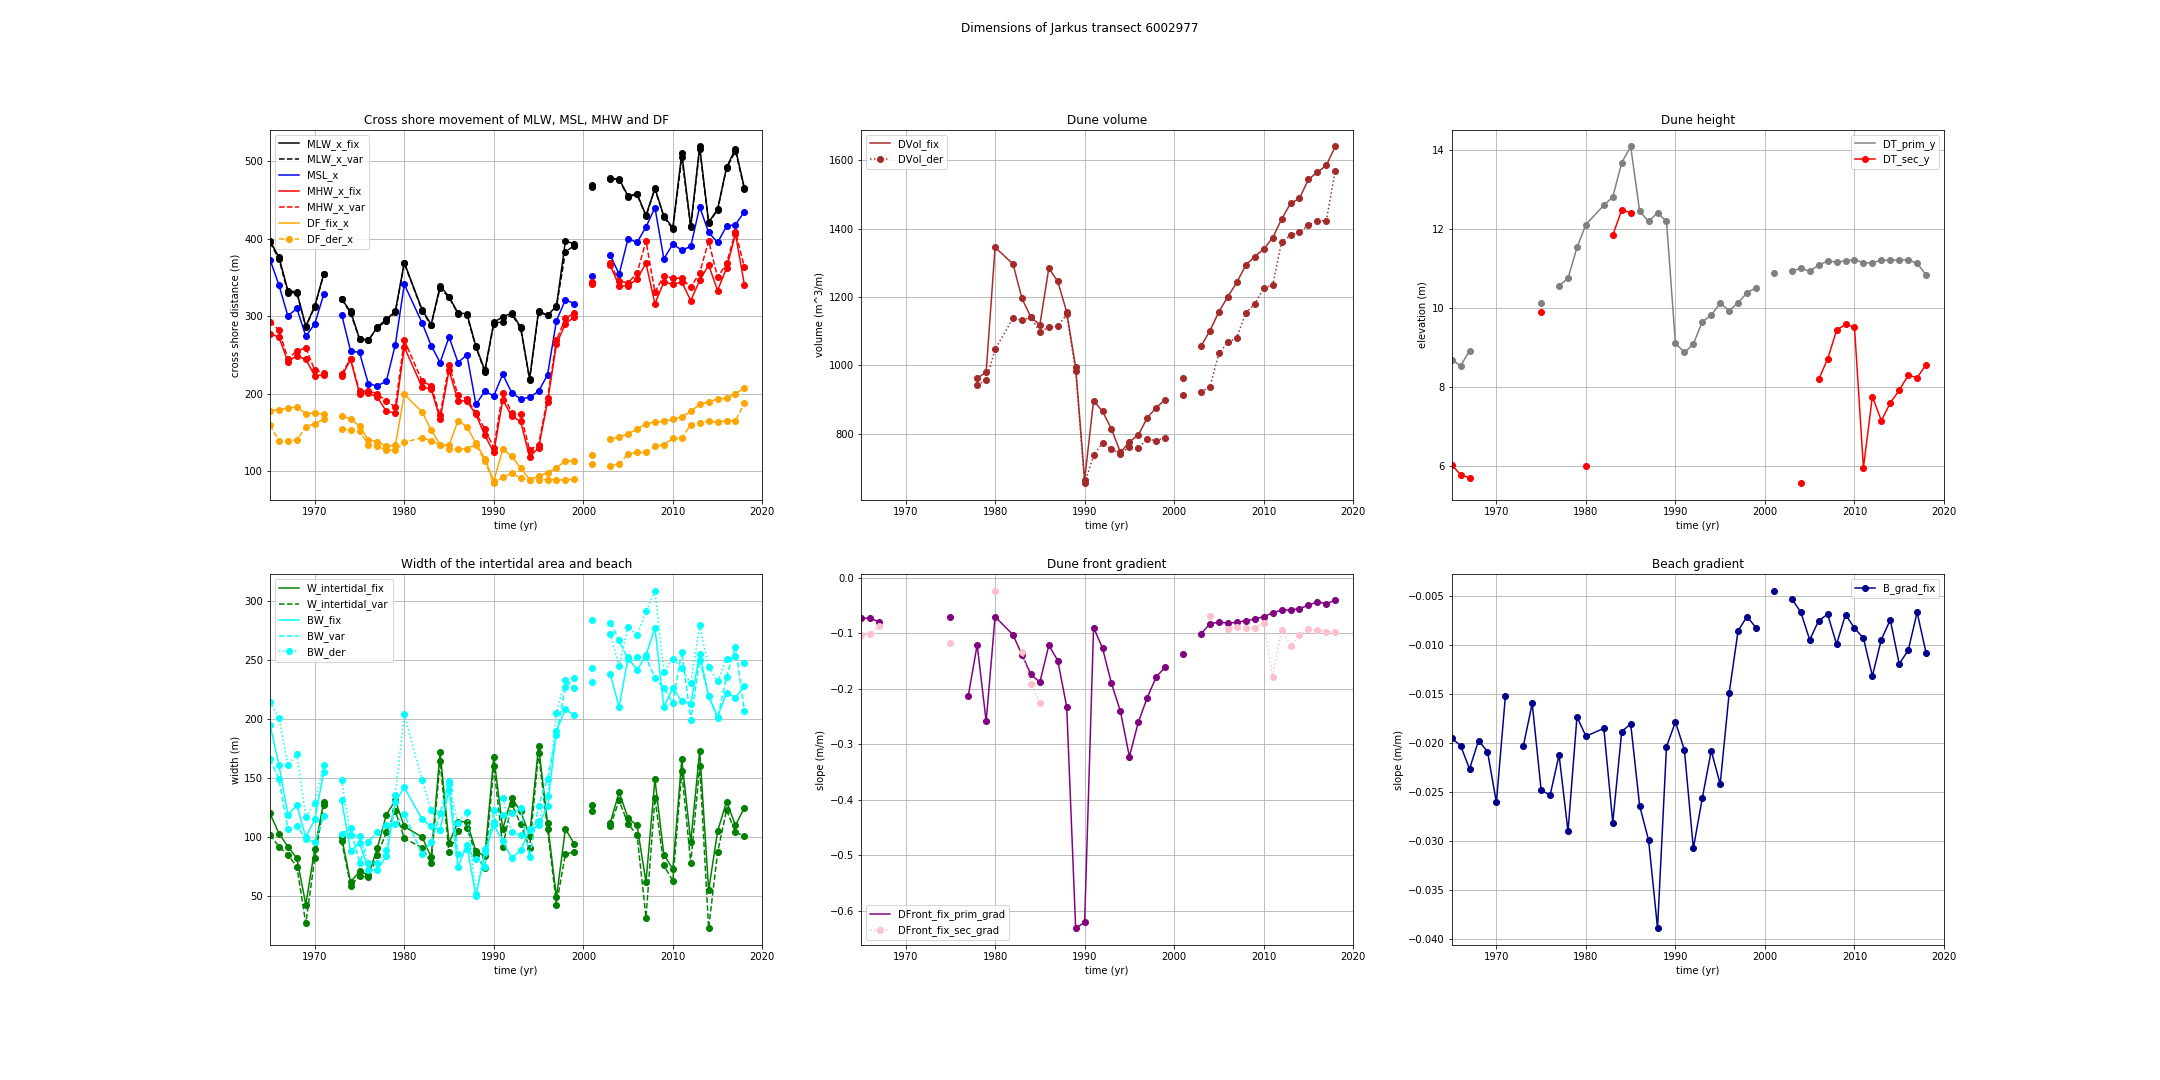 Dimensions of Jarkus transect 6002977
Cross shore movement of MLW, MSL, MHW and DF
MLW_x_fix
MLW_x_var
MSL_x
MHW_x_fix
MHW_x_var
DF_fix_x
DF_der_x
cross shore distance (m)
500
400
300
200
100
1970 1980 1990 2000 2010 2020
time (yr)
Dune volume
DVol_fix
DVol_der
volume (m^3/m)
1600
1400
1200
1000
800
1970 1980 1990 2000 2010 2020
time (yr)
Dune height
DT_prim_y
DT_sec_y
elevation (m)
14
12
10
8
6
1970 1980 1990 2000 2010 2020
time (yr)
Width of the intertidal area and beach
W_intertidal_fix
W_intertidal_var
BW_fix
BW_var
BW_der
width (m)
300
250
200
150
100
50
1970 1980 1990 2000 2010 2020
time (yr)
Dune front gradient
DFront_fix_prim_grad
DFront_fix_sec_grad
slope (m/m)
0.0
−0.1
−0.2
−0.3
−0.4
−0.5
−0.6
1970 1980 1990 2000 2010 2020
time (yr)
Beach gradient
B_grad_fix
slope (m/m)
−0.005
−0.010
−0.015
−0.020
−0.025
−0.030
−0.035
−0.040
1970 1980 1990 2000 2010 2020
time (yr)